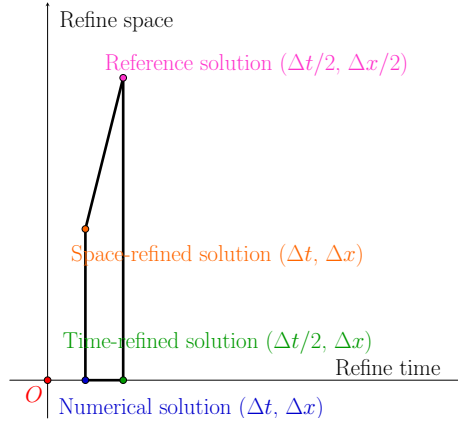 Refine space
Reference solution (Δt/2, Δx/2)
Space-refined solution (Δt, Δx)
Time-refined solution (Δt/2, Δx)
Refine time
O
Numerical solution (Δt, Δx)